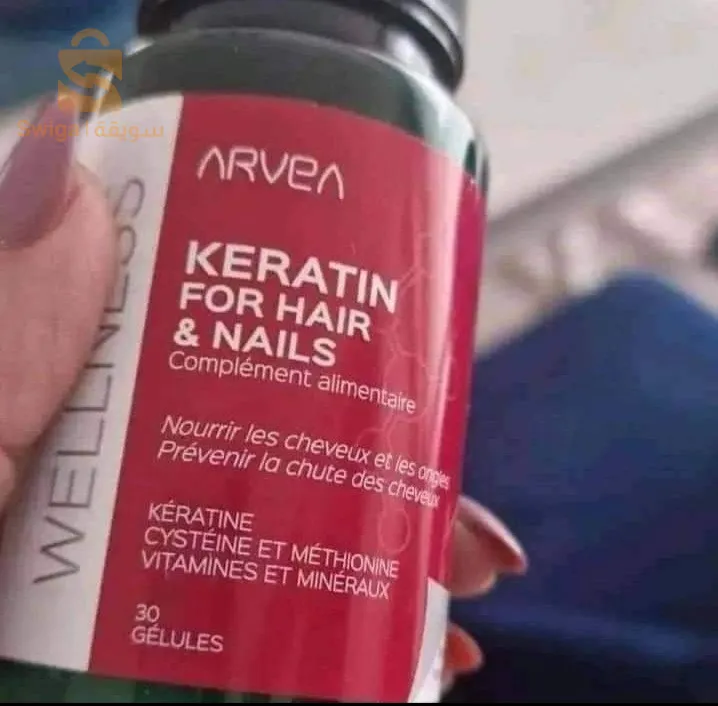 Swiga سويقة
ARVEA
WELLNESS
KERATIN
FOR HAIR
& NAILS
Complément alimentaire
Nourrir les cheveux et les ongles
Prévenir la chute des cheveux
KÉRATINE
CYSTÉINE ET MÉTHIONINE
VITAMINES ET MINÉRAUX
30
GÉLULES